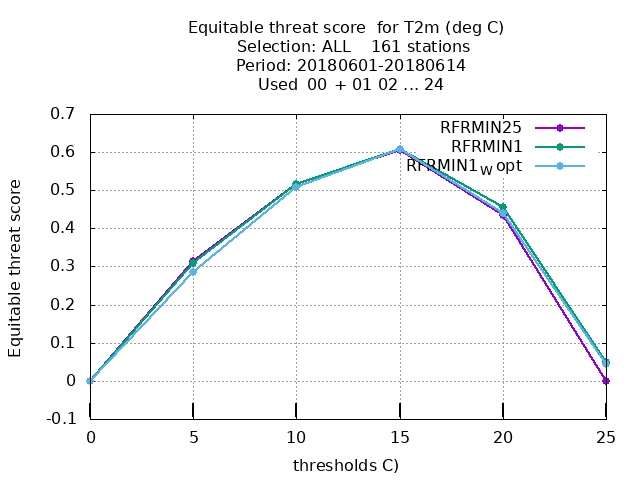 Equitable threat score for T2m (deg C)
Selection: ALL 161 stations
Period: 20180601-20180614
Used 00 + 01 02 ... 24
0.7
0.6
0.5
0.4
0.3
0.2
0.1
0
-0.1
Equitable threat score
RFRMIN25
RFRMIN1
RFRMIN1W opt
0 5 10 15 20 25
thresholds C)